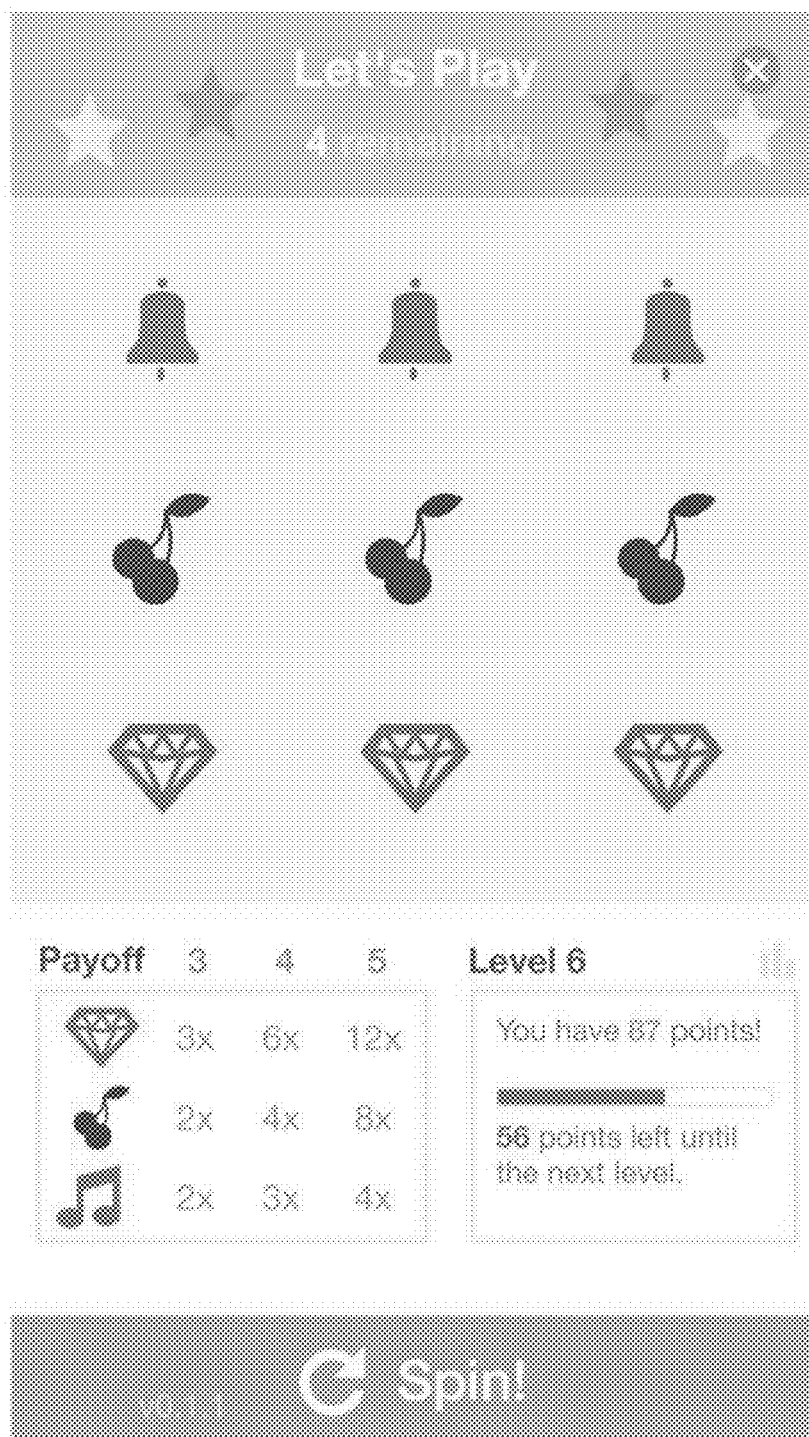 Let's Play
4 remaining
Payoff 3 4 5
3x 6x 12x
2x 4x 8x
2x 3x 4x
Level 6
You have 87 points!
56 points left until
the next level.
Spin!